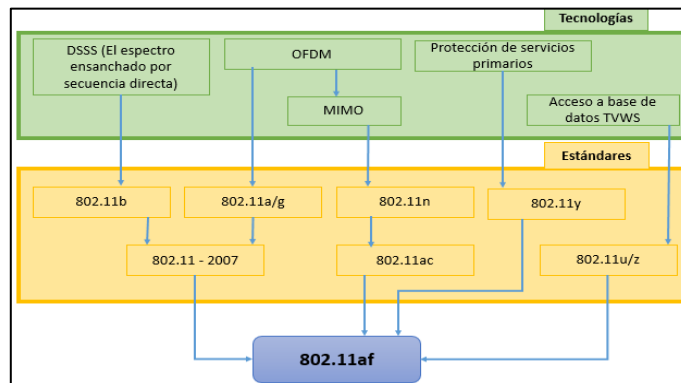 Tecnologías
DSSS (El espectro
ensanchado por
secuencia directa)
OFDM
Protección de servicios
primarios
MIMO
Acceso a base de
datos TVWS
Estándares
802.11b
802.11a/g
802.11n
802.11y
802.11 - 2007
802.11ac
802.11u/z
802.11af